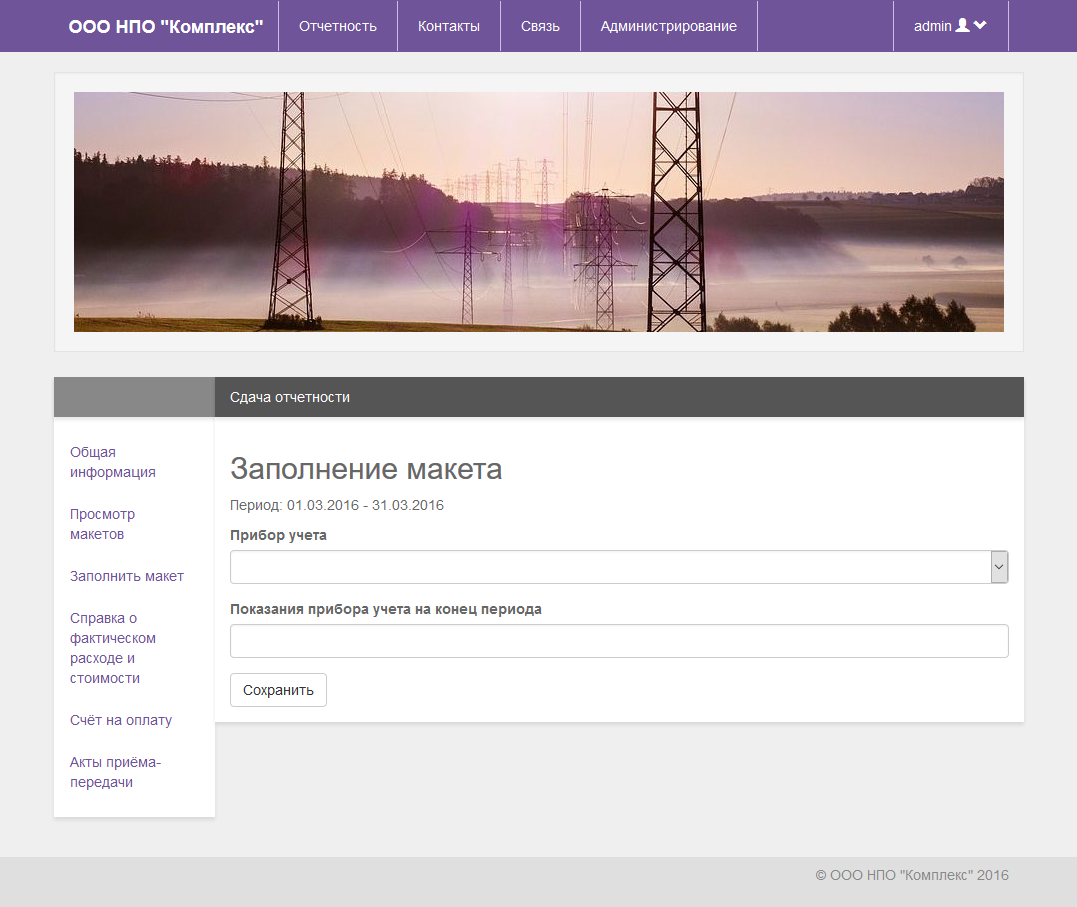 ООО НПО "Комплекс" Отчетность Контакты Связь Администрирование admin
Сдача отчетности
Общая
информация
Просмотр
макетов
Заполнить макет
Справка о
фактическом
расходе и
стоимости
Счёт на оплату
Акты приёма-
передачи
Заполнение макета
Период: 01.03.2016 - 31.03.2016
Прибор учета
Показания прибора учета на конец периода
Сохранить
© ООО НПО "Комплекс" 2016